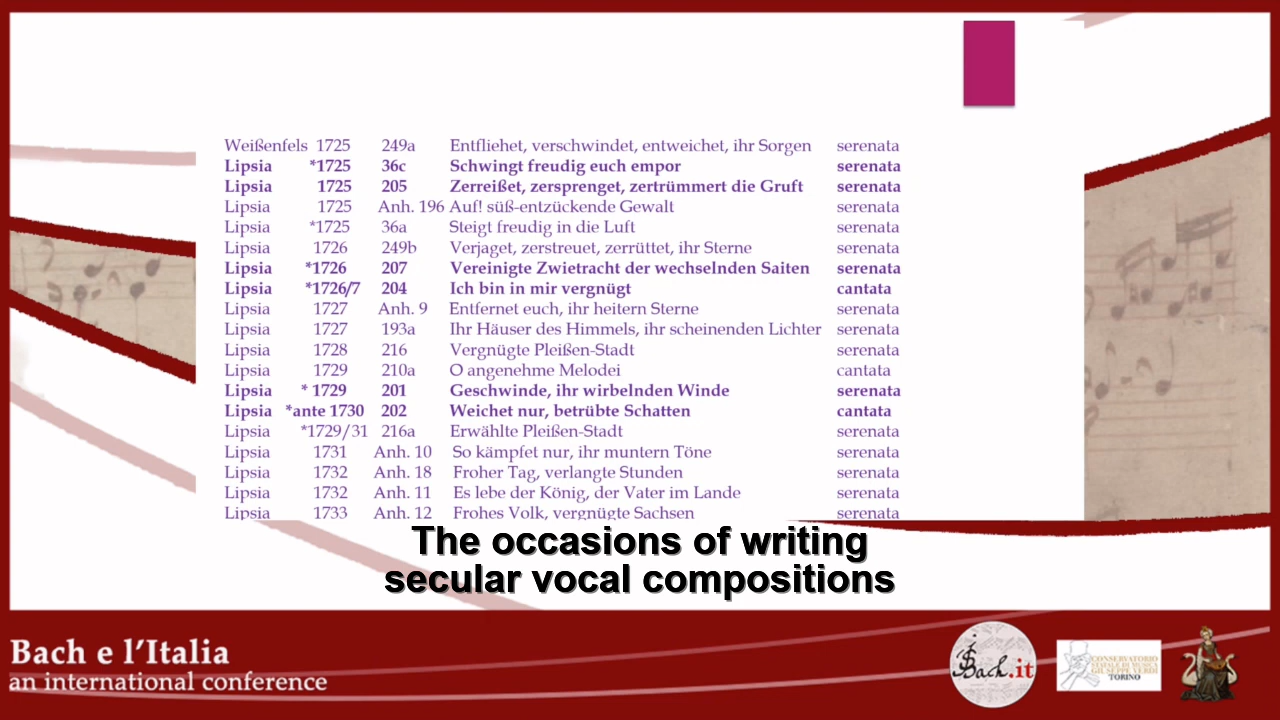 Weißenfels 1725 249a Entfliehet, verschwindet, entweichet, ihr Sorgen serenata
Lipsia *1725 36c Schwingt freudig euch empor serenata
Lipsia 1725 205 Zerreißet, zersprenget, zertrümmert die Gruft serenata
Lipsia 1725 Anh. 196 Auf! süß-entzückende Gewalt serenata
Lipsia *1725 36a Steigt freudig in die Luft serenata
Lipsia 1726 249b Verjaget, zerstreuet, zerrüttet, ihr Sterne serenata
Lipsia *1726 207 Vereinigte Zwietracht der wechselnden Saiten serenata
Lipsia *1726/7 204 Ich bin in mir vergnügt cantata
Lipsia 1727 Anh. 9 Entfernet euch, ihr heitern Sterne serenata
Lipsia 1727 193a Ihr Häuser des Himmels, ihr scheinenden Lichter serenata
Lipsia 1728 216 Vergnügte Pleißen-Stadt serenata
Lipsia 1729 210a O angenehme Melodei cantata
Lipsia * 1729 201 Geschwinde, ihr wirbelnden Winde serenata
Lipsia *ante 1730 202 Weichet nur, betrübte Schatten cantata
Lipsia *1729/31 216a Erwählte Pleißen-Stadt serenata
Lipsia 1731 Anh. 10 So kämpfet nur, ihr muntern Töne serenata
Lipsia 1732 Anh. 18 Froher Tag, verlangte Stunden serenata
Lipsia 1732 Anh. 11 Es lebe der König, der Vater im Lande serenata
Lipsia 1733 Anh. 12 Frohes Volk, vergnügte Sachsen serenata
The occasions of writing
secular vocal compositions
Bach e l'Italia
an international conference
JSBach.it
CONSERVATORIO
STATALE DI MUSICA
GIUSEPPE VERDI
TORINO